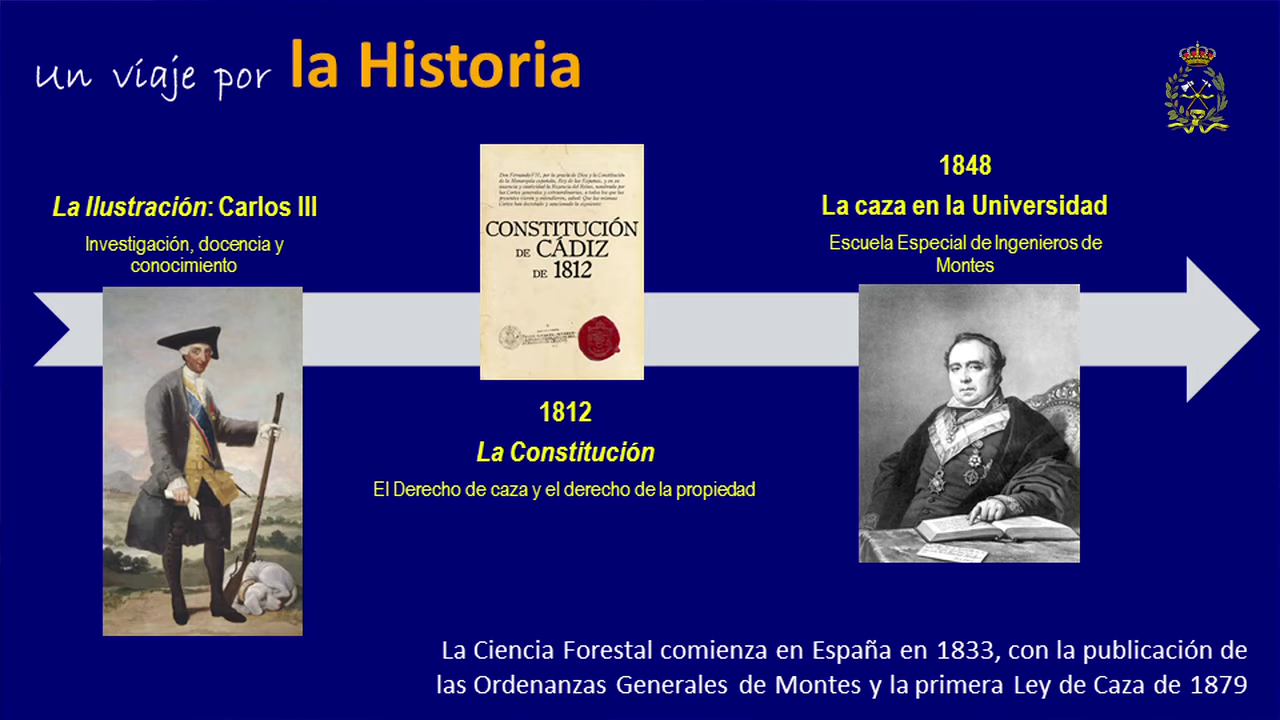 Un viaje por la Historia
La Ilustración: Carlos III
Investigación, docencia y
conocimiento
CONSTITUCIÓN
DE CÁDIZ
DE 1812
1812
La Constitución
El Derecho de caza y el derecho de la propiedad
1848
La caza en la Universidad
Escuela Especial de Ingenieros de
Montes
La Ciencia Forestal comienza en España en 1833, con la publicación de
las Ordenanzas Generales de Montes y la primera Ley de Caza de 1879